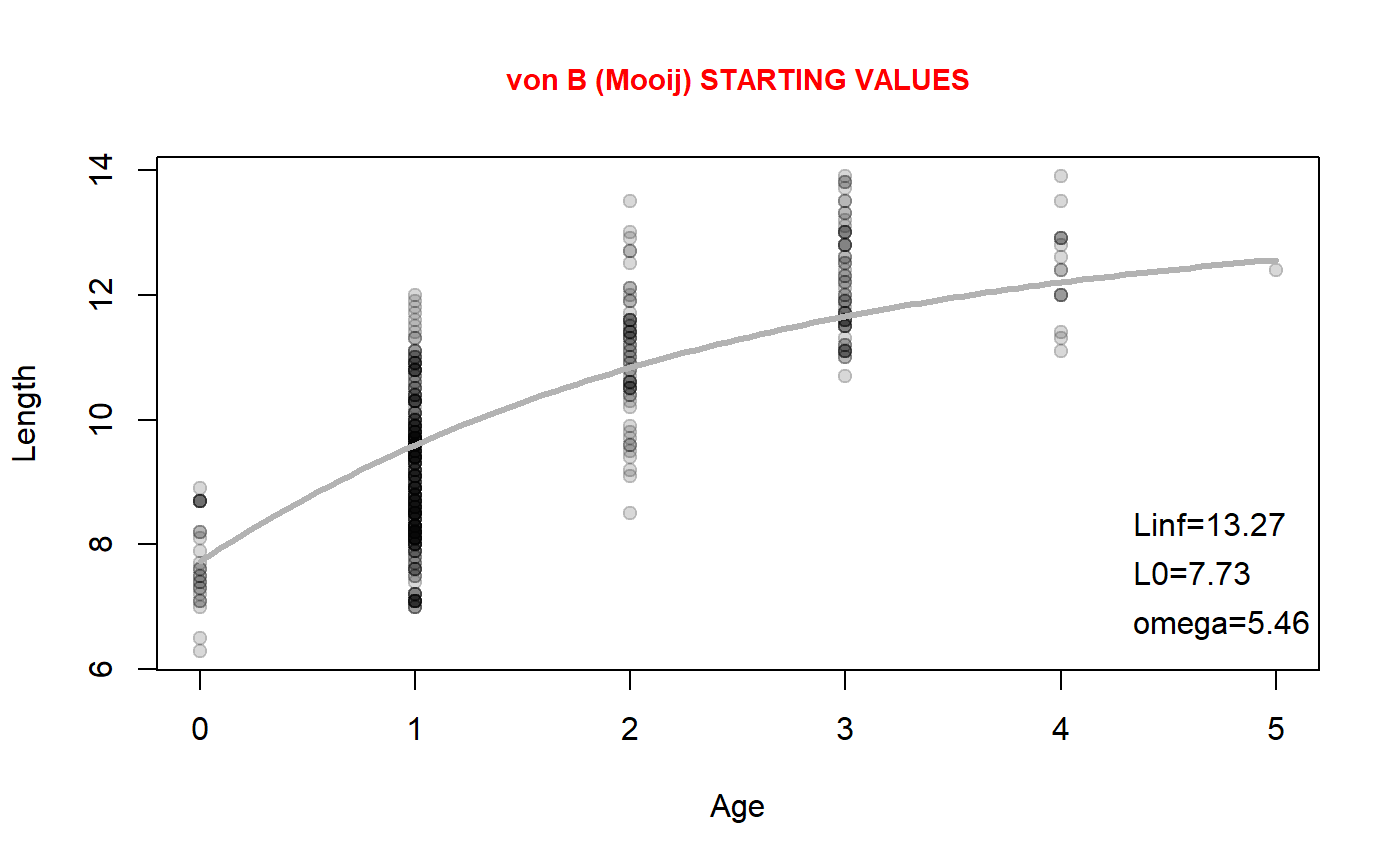 von B (Mooij) STARTING VALUES
14
12
10
8
6
Length
Linf=13.27
L0=7.73
omega=5.46
0 1 2 3 4 5
Age